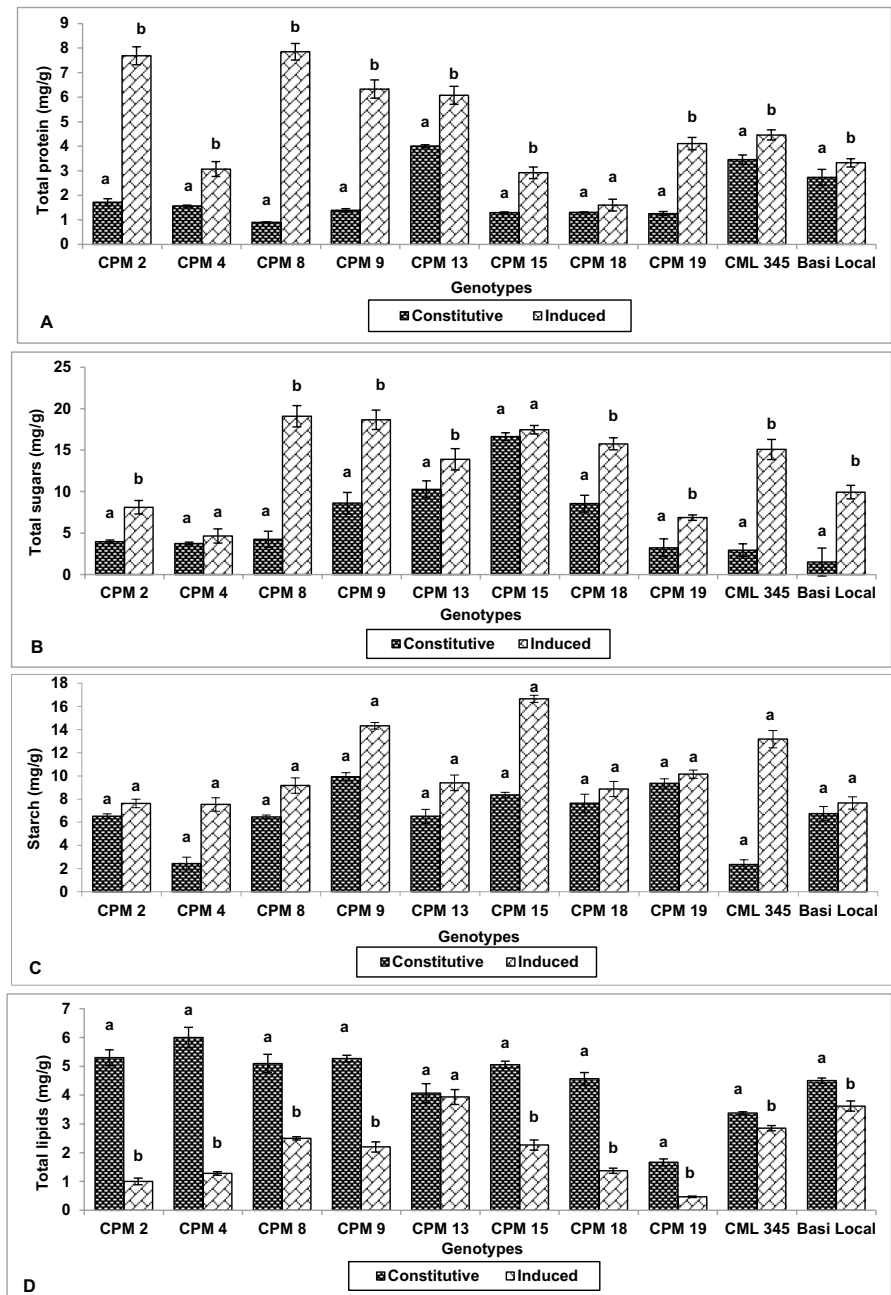 9
8
7
6
5
4
3
2
1
0
Total protein (mg/g)
a b a b a b a b a b a b a a a b a b a b
CPM 2 CPM 4 CPM 8 CPM 9 CPM 13 CPM 15 CPM 18 CPM 19 CML 345 Basi Local
Genotypes
Constitutive Induced
A
25
20
15
10
5
0
Total sugars (mg/g)
a b a a a b a b a b a a a b a b a b a b
CPM 2 CPM 4 CPM 8 CPM 9 CPM 13 CPM 15 CPM 18 CPM 19 CML 345 Basi Local
Genotypes
Constitutive Induced
B
18
16
14
12
10
8
6
4
2
0
Starch (mg/g)
a a a a a a a a a a a a a a a a a a a a
CPM 2 CPM 4 CPM 8 CPM 9 CPM 13 CPM 15 CPM 18 CPM 19 CML 345 Basi Local
Genotypes
Constitutive Induced
C
7
6
5
4
3
2
1
0
Total lipids (mg/g)
a b a b a b a b a a a b a b a b a b a b
CPM 2 CPM 4 CPM 8 CPM 9 CPM 13 CPM 15 CPM 18 CPM 19 CML 345 Basi Local
Genotypes
Constitutive Induced
D